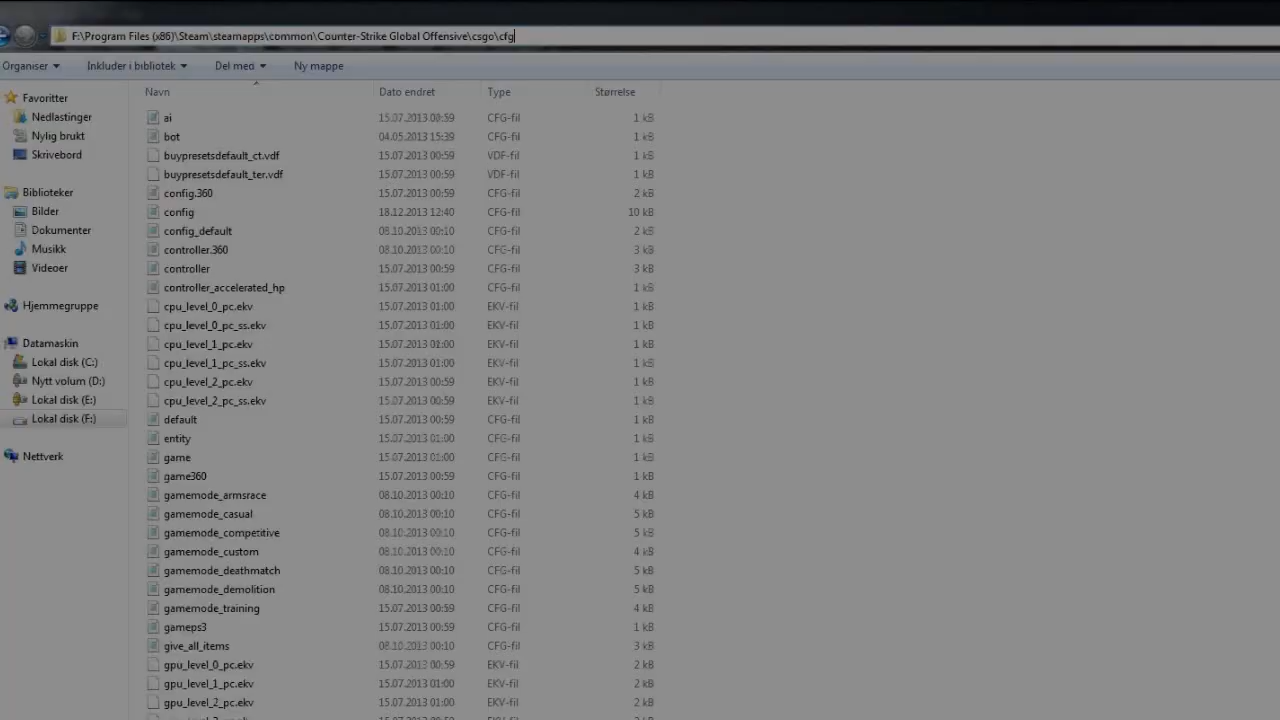 F:\Program Files (x86)\Steam\steamapps\common\Counter-Strike Global Offensive\csgo\cfg
Organiser Inkluder i bibliotek Del med Ny mappe
Navn Dato endret Type Størrelse
Favoritter
Nedlastinger
Nylig brukt
Skrivebord
Biblioteker
Bilder
Dokumenter
Musikk
Videoer
Hjemmegruppe
Datamaskin
Lokal disk (C:)
Nytt volum (D:)
Lokal disk (E:)
Lokal disk (F:)
Nettverk
ai 15.07.2013 00:59 CFG-fil 1 kB
bot 04.05.2013 15:39 CFG-fil 1 kB
buypresetsdefault_ct.vdf 15.07.2013 00:59 VDF-fil 1 kB
buypresetsdefault_ter.vdf 15.07.2013 00:59 VDF-fil 1 kB
config.360 15.07.2013 00:59 CFG-fil 2 kB
config 18.12.2013 12:40 CFG-fil 10 kB
config_default 08.10.2013 00:10 CFG-fil 2 kB
controller.360 08.10.2013 00:10 CFG-fil 3 kB
controller 15.07.2013 00:59 CFG-fil 3 kB
controller_accelerated_hp 15.07.2013 01:00 CFG-fil 1 kB
cpu_level_0_pc.ekv 15.07.2013 01:00 EKV-fil 1 kB
cpu_level_0_pc_ss.ekv 15.07.2013 01:00 EKV-fil 1 kB
cpu_level_1_pc.ekv 15.07.2013 01:00 EKV-fil 1 kB
cpu_level_1_pc_ss.ekv 15.07.2013 00:59 EKV-fil 1 kB
cpu_level_2_pc.ekv 15.07.2013 00:59 EKV-fil 1 kB
cpu_level_2_pc_ss.ekv 15.07.2013 00:59 EKV-fil 1 kB
default 15.07.2013 00:59 CFG-fil 1 kB
entity 15.07.2013 01:00 CFG-fil 1 kB
game 15.07.2013 01:00 CFG-fil 1 kB
game360 15.07.2013 00:59 CFG-fil 1 kB
gamemode_armsrace 08.10.2013 00:10 CFG-fil 4 kB
gamemode_casual 08.10.2013 00:10 CFG-fil 5 kB
gamemode_competitive 08.10.2013 00:10 CFG-fil 5 kB
gamemode_custom 08.10.2013 00:10 CFG-fil 4 kB
gamemode_deathmatch 08.10.2013 00:10 CFG-fil 5 kB
gamemode_demolition 08.10.2013 00:10 CFG-fil 5 kB
gamemode_training 15.07.2013 00:59 CFG-fil 4 kB
gameps3 15.07.2013 00:59 CFG-fil 1 kB
give_all_items 08.10.2013 00:10 CFG-fil 3 kB
gpu_level_0_pc.ekv 15.07.2013 00:59 EKV-fil 2 kB
gpu_level_1_pc.ekv 15.07.2013 01:00 EKV-fil 2 kB
gpu_level_2_pc.ekv 15.07.2013 01:00 EKV-fil 2 kB